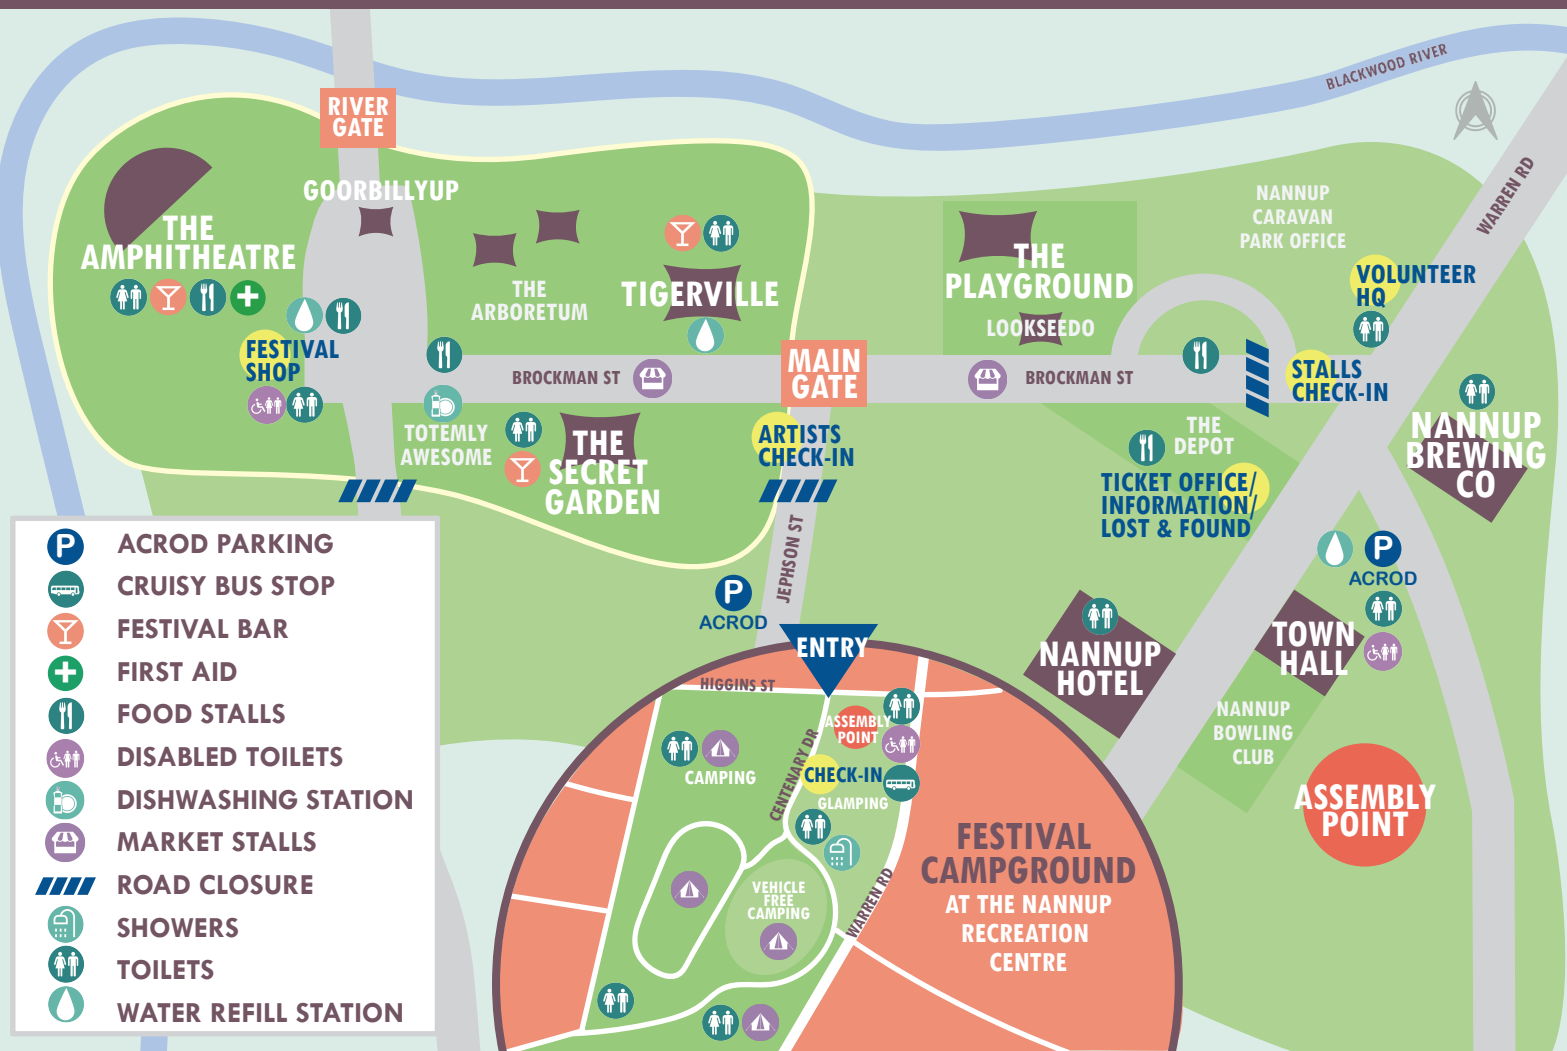 BLACKWOOD RIVER
RIVER
GATE
GOORBILLYUP
THE
AMPHITHEATRE
THE
ARBORETUM
TIGERVILLE
THE
PLAYGROUND
LOOKSEEDO
NANNUP
CARAVAN
PARK OFFICE
WARREN RD
VOLUNTEER
HQ
FESTIVAL
SHOP
BROCKMAN ST
MAIN
GATE
BROCKMAN ST
STALLS
CHECK-IN
TOTEMLY
AWESOME
THE
SECRET
GARDEN
ARTISTS
CHECK-IN
THE
DEPOT
TICKET OFFICE/
INFORMATION/
LOST & FOUND
NANNUP
BREWING
CO
JEPHSON ST
P
ACROD
P
ACROD
ENTRY
NANNUP
HOTEL
TOWN
HALL
NANNUP
BOWLING
CLUB
ASSEMBLY
POINT
HIGGINS ST
ASSEMBLY
POINT
CENTENARY DR
CAMPING
CHECK-IN
GLAMPING
VEHICLE
FREE
CAMPING
WARREN RD
FESTIVAL
CAMPGROUND
AT THE NANNUP
RECREATION
CENTRE
P ACROD PARKING
CRUISY BUS STOP
FESTIVAL BAR
FIRST AID
FOOD STALLS
DISABLED TOILETS
DISHWASHING STATION
MARKET STALLS
ROAD CLOSURE
SHOWERS
TOILETS
WATER REFILL STATION